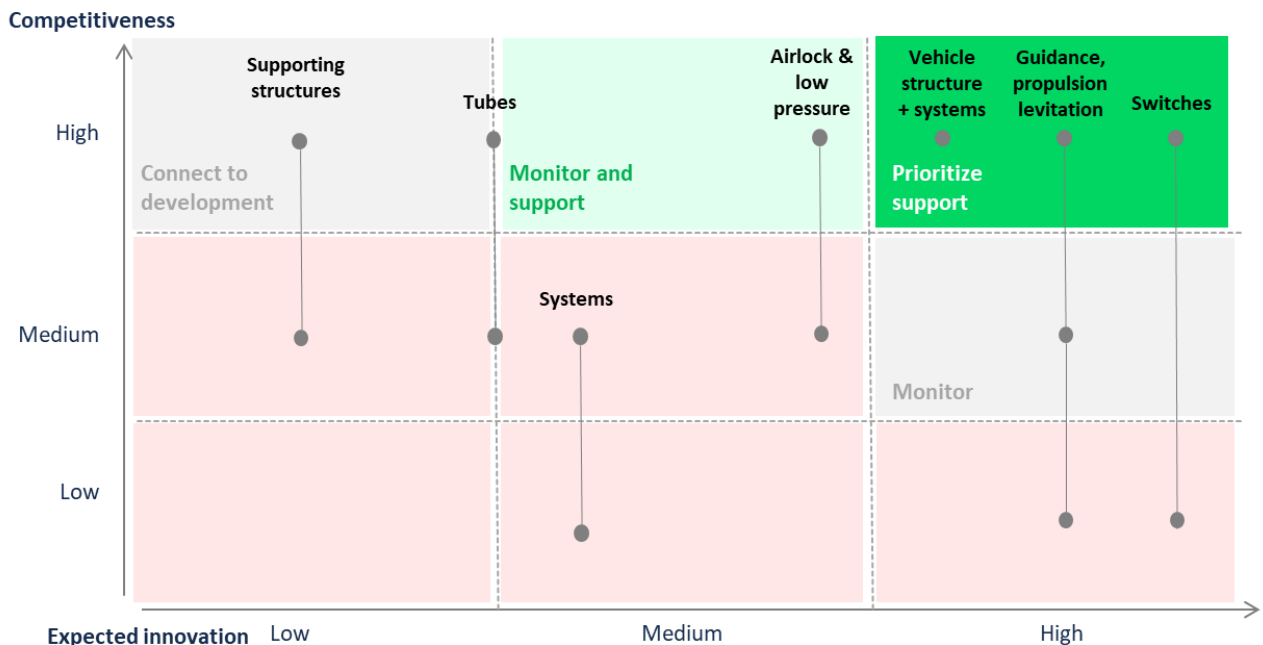 Competitiveness
Supporting
structures
Tubes
Airlock &
low
pressure
Vehicle
structure
+ systems
Guidance,
propulsion
levitation
Switches
High
Connect to
development
Monitor and
support
Prioritize
support
Systems
Medium
Monitor
Low
Expected innovation
Low
Medium
High